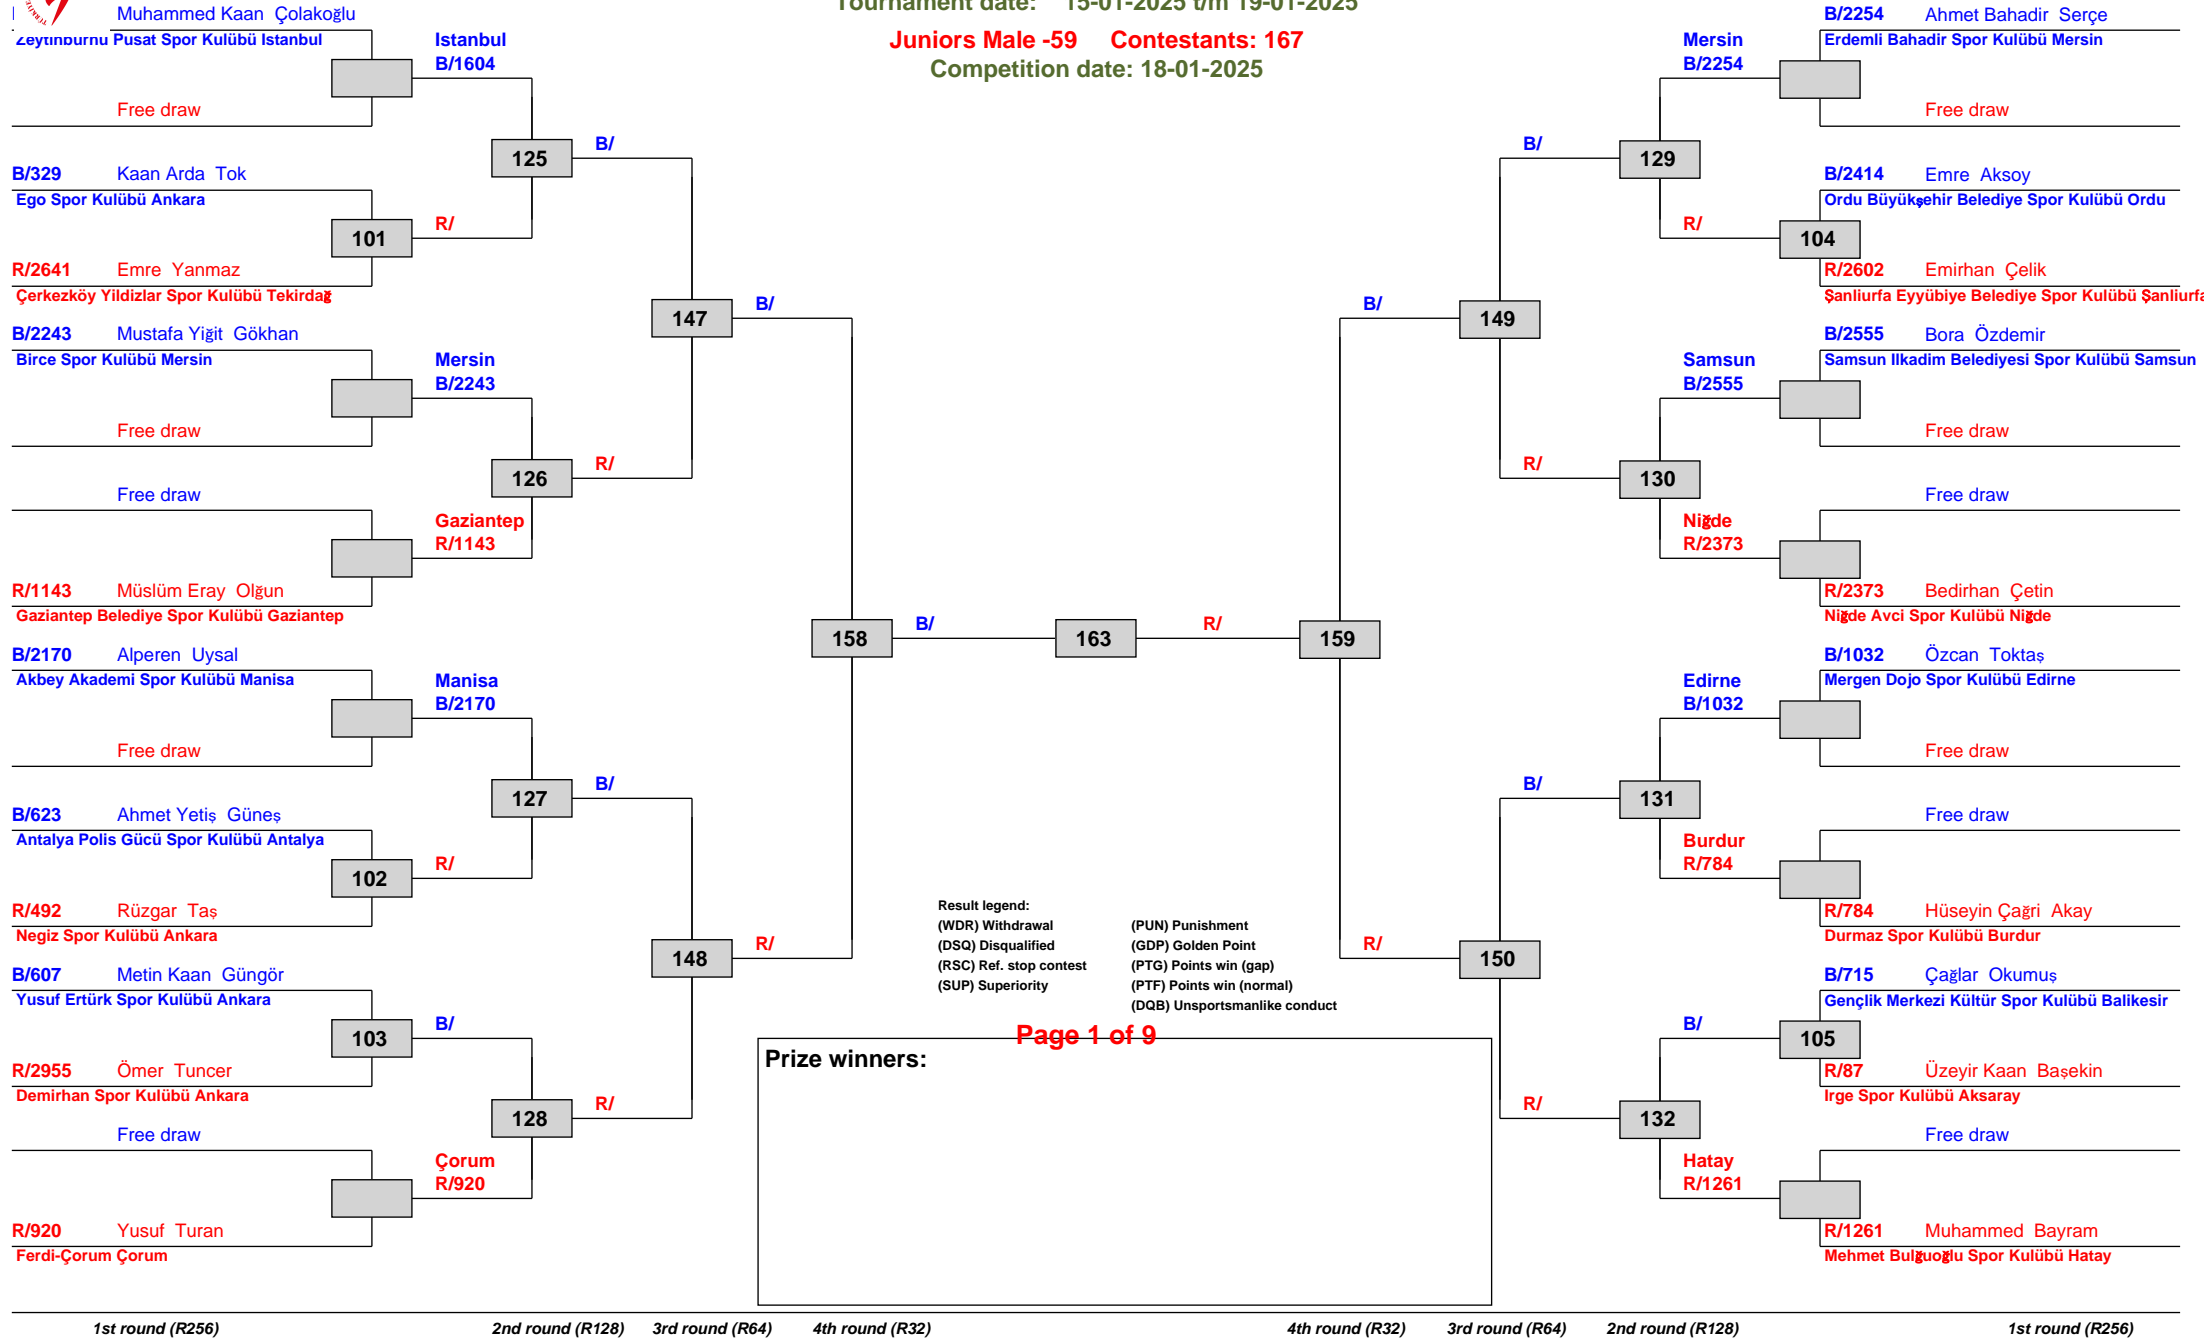 Tournament date: 15-01-2025 t/m 19-01-2025
Juniors Male -59 Contestants: 167
Competition date: 18-01-2025
Muhammed Kaan Çolakoğlu
Zeytinburnu Pusat Spor Kulübü Istanbul
Free draw
Istanbul
B/1604
B/329 Kaan Arda Tok
Ego Spor Kulübü Ankara
101
R/2641 Emre Yanmaz
Çerkezköy Yildizlar Spor Kulübü Tekirdağ
R/
125
B/
B/2243 Mustafa Yiğit Gökhan
Birce Spor Kulübü Mersin
Free draw
Mersin
B/2243
Free draw
R/1143 Müslüm Eray Olğun
Gaziantep Belediye Spor Kulübü Gaziantep
Gaziantep
R/1143
126
R/
147
B/
B/2170 Alperen Uysal
Akbey Akademi Spor Kulübü Manisa
Free draw
Manisa
B/2170
B/623 Ahmet Yetiş Güneş
Antalya Polis Gücü Spor Kulübü Antalya
102
R/492 Rüzgar Taş
Negiz Spor Kulübü Ankara
R/
127
B/
B/607 Metin Kaan Güngör
Yusuf Ertürk Spor Kulübü Ankara
103
R/2955 Ömer Tuncer
Demirhan Spor Kulübü Ankara
B/
Free draw
R/920 Yusuf Turan
Ferdi-Çorum Çorum
Çorum
R/920
128
R/
148
R/
158
B/
163
R/
159
B/2254 Ahmet Bahadir Serçe
Erdemli Bahadir Spor Kulübü Mersin
Free draw
Mersin
B/2254
B/2414 Emre Aksoy
Ordu Büyükşehir Belediye Spor Kulübü Ordu
104
R/2602 Emirhan Çelik
Şanliurfa Eyyübiye Belediye Spor Kulübü Şanliurfa
R/
129
B/
B/2555 Bora Özdemir
Samsun Ilkadim Belediyesi Spor Kulübü Samsun
Free draw
Samsun
B/2555
Free draw
R/2373 Bedirhan Çetin
Niğde Avci Spor Kulübü Niğde
Niğde
R/2373
130
R/
149
B/
B/1032 Özcan Toktaş
Mergen Dojo Spor Kulübü Edirne
Free draw
Edirne
B/1032
Free draw
R/784 Hüseyin Çağri Akay
Durmaz Spor Kulübü Burdur
Burdur
R/784
131
B/
B/715 Çağlar Okumuş
Gençlik Merkezi Kültür Spor Kulübü Balikesir
105
R/87 Üzeyir Kaan Başekin
Irge Spor Kulübü Aksaray
B/
Free draw
R/1261 Muhammed Bayram
Mehmet Bulğuoğlu Spor Kulübü Hatay
Hatay
R/1261
132
R/
150
R/
Result legend:
(WDR) Withdrawal (PUN) Punishment
(DSQ) Disqualified (GDP) Golden Point
(RSC) Ref. stop contest (PTG) Points win (gap)
(SUP) Superiority (PTF) Points win (normal)
(DQB) Unsportsmanlike conduct
Page 1 of 9
Prize winners:
1st round (R256) 2nd round (R128) 3rd round (R64) 4th round (R32) 4th round (R32) 3rd round (R64) 2nd round (R128) 1st round (R256)